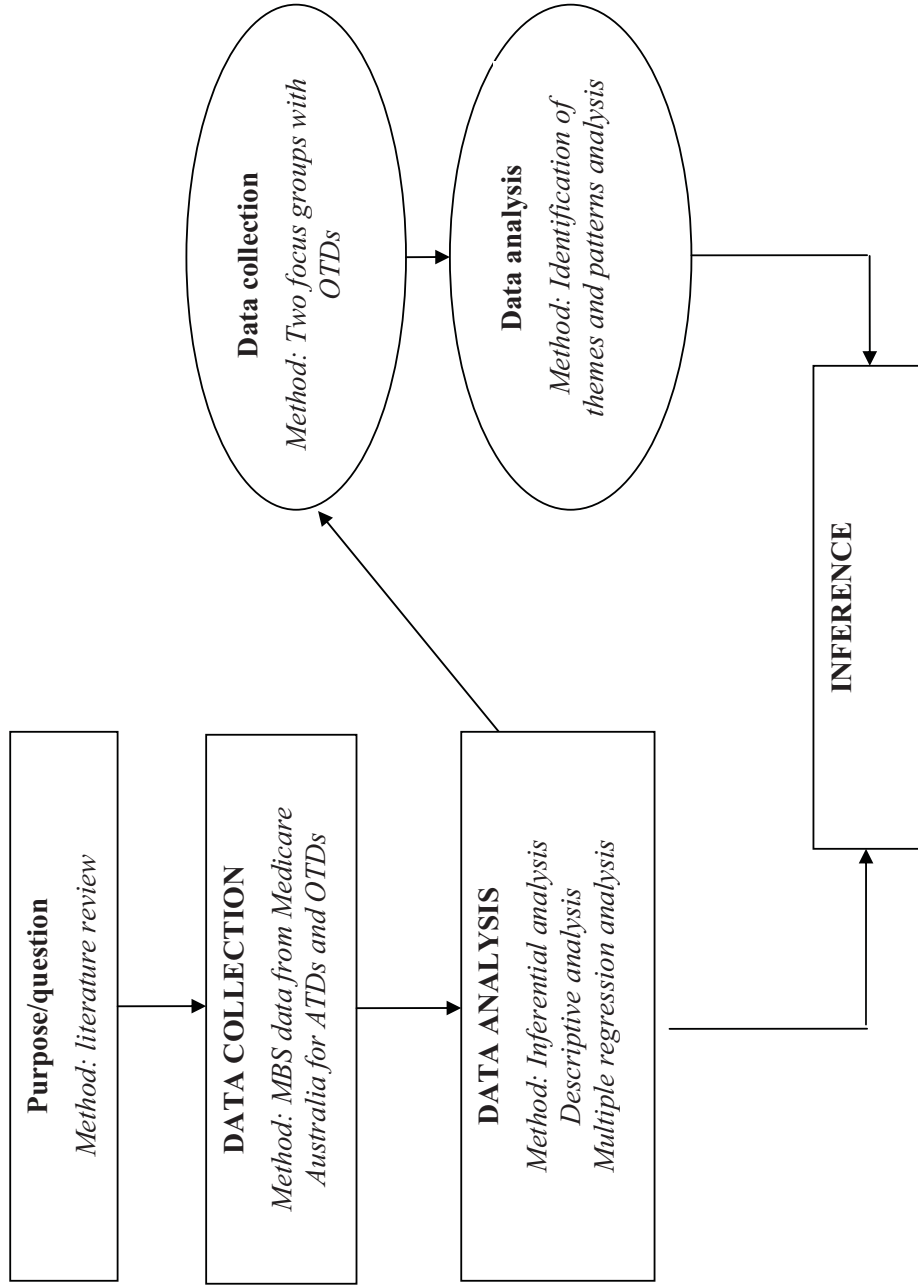 Purpose/question
Method: literature review
DATA COLLECTION
Method: MBS data from Medicare
Australia for ATDs and OTDs
DATA ANALYSIS
Method: Inferential analysis
Descriptive analysis
Multiple regression analysis
Data collection
Method: Two focus groups with
OTDs
Data analysis
Method: Identification of
themes and patterns analysis
INFERENCE